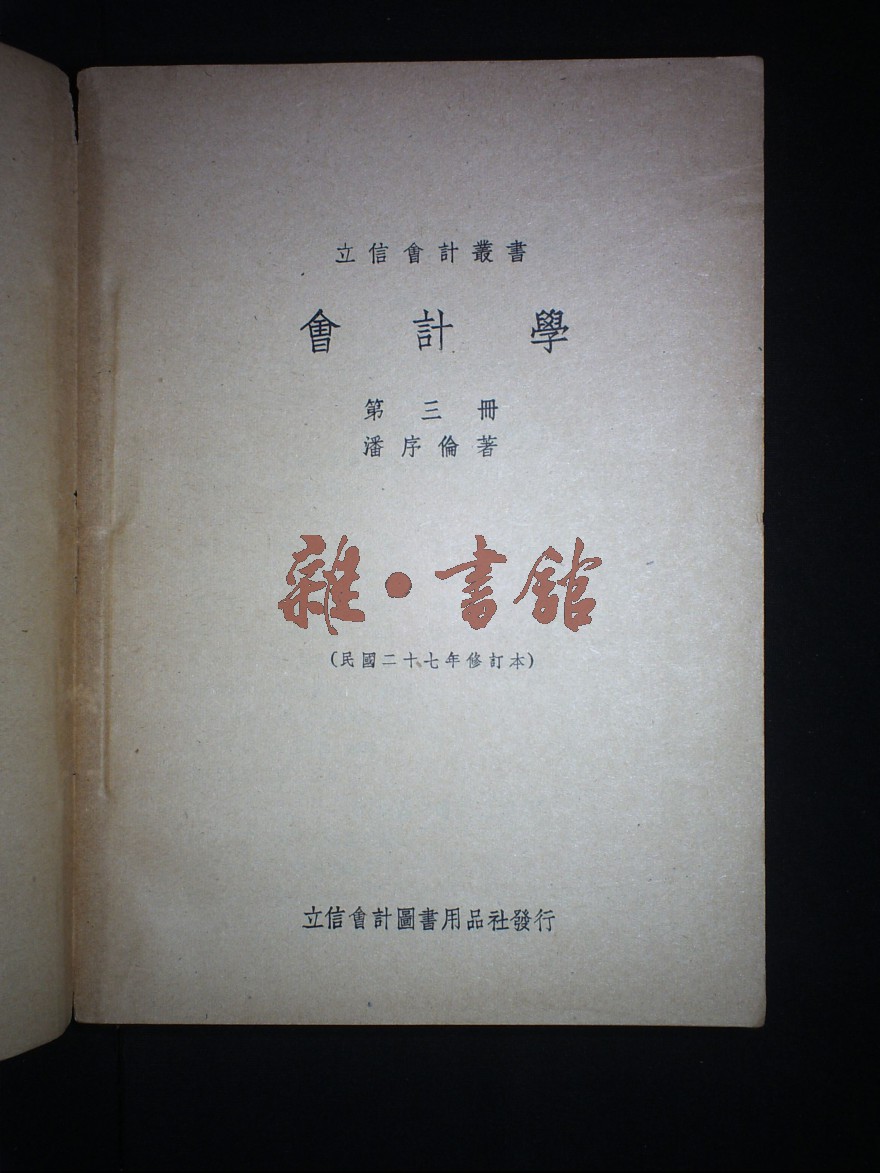 立信會計叢書
會計學
第三冊
潘序倫著
雜·書館
(民國二十七年修訂本)
立信會計圖書用品社發行